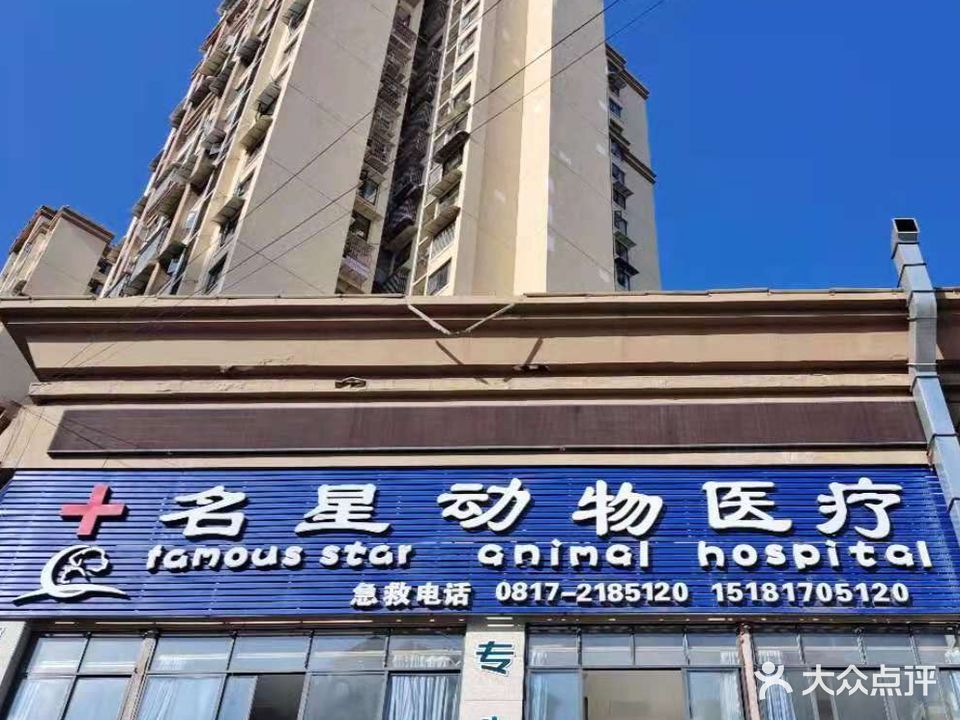 名星动物医疗
famous star animal hospital
急救电话 0817-2185120 15181705120
专
大众点评